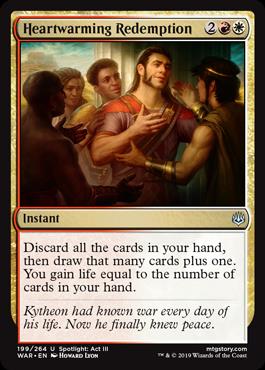 Heartwarming Redemption 2
Instant
Discard all the cards in your hand,
then draw that many cards plus one.
You gain life equal to the number
of cards in your hand.
Kytheon had known war every day
of his life. Now he finally knew peace.
199/264 U Spotlight: Act III mtgstory.com
WAR • EN Howard Lyon ™ & © 2019 Wizards of the Coast